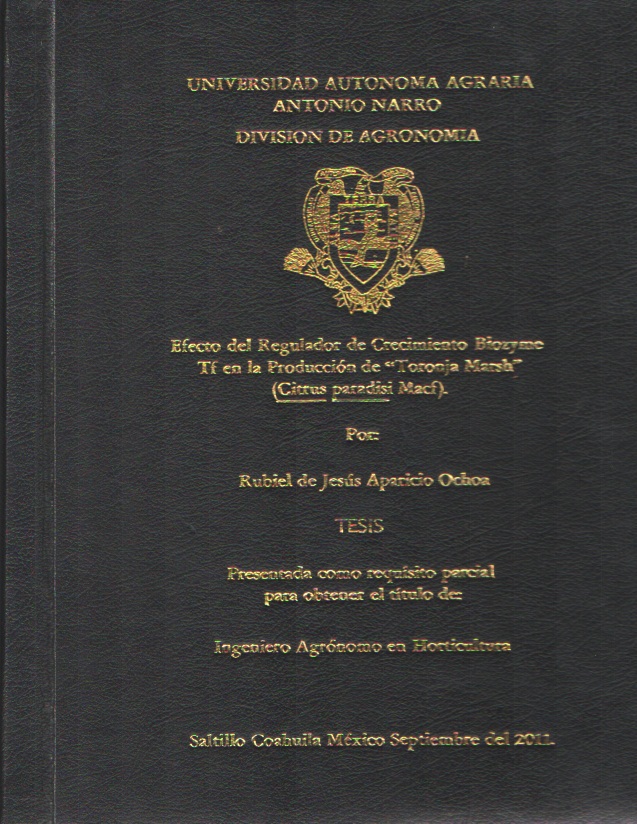 UNIVERSIDAD AUTONOMA AGRARIA
ANTONIO NARRO
DIVISION DE AGRONOMIA
TERRA
Efecto del Regulador de Crecimiento Biozyme
Tf en la Producción de "Toronja Marsh"
(Citrus paradisi Macf).
Por:
Rubiel de Jesús Aparicio Ochoa
TESIS
Presentada como requisito parcial
para obtener el título de:
Ingeniero Agrónomo en Horticultura
Saltillo Coahuila México Septiembre del 2011.